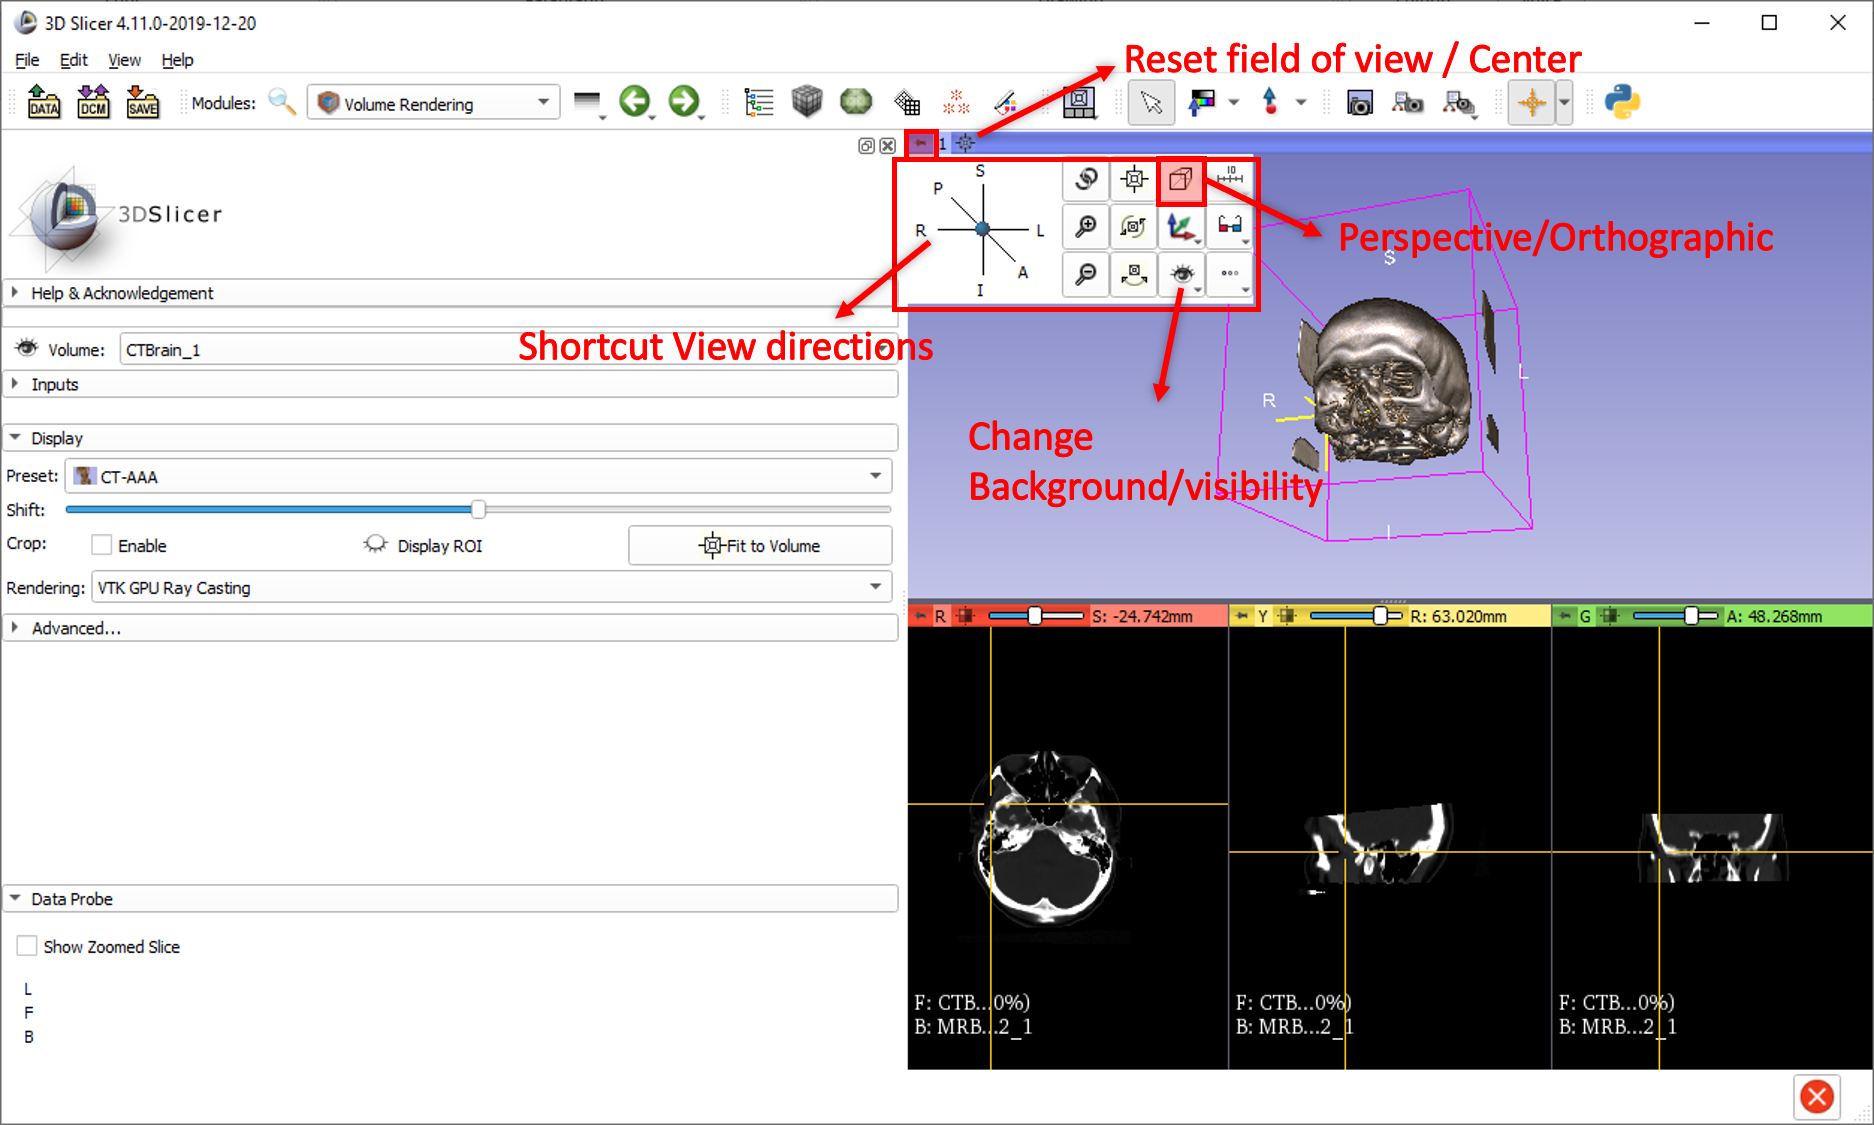 3D Slicer 4.11.0-2019-12-20
File Edit View Help
DATA DCM SAVE Modules: Volume Rendering
Reset field of view / Center
1
S
P
R L
A
I
10
Perspective/Orthographic
3DSlicer
Help & Acknowledgement
Volume: CTBrain_1
Shortcut View directions
Inputs
Display
Preset: CT-AAA
Shift:
Crop: Enable Display ROI Fit to Volume
Rendering: VTK GPU Ray Casting
Advanced...
S
R
L
I
Change
Background/visibility
R S: -24.742mm
Y R: 63.020mm
G A: 48.268mm
Data Probe
Show Zoomed Slice
L
F
B
F: CTB...0%)
B: MRB...2_1
F: CTB...0%)
B: MRB...2_1
F: CTB...0%)
B: MRB...2_1